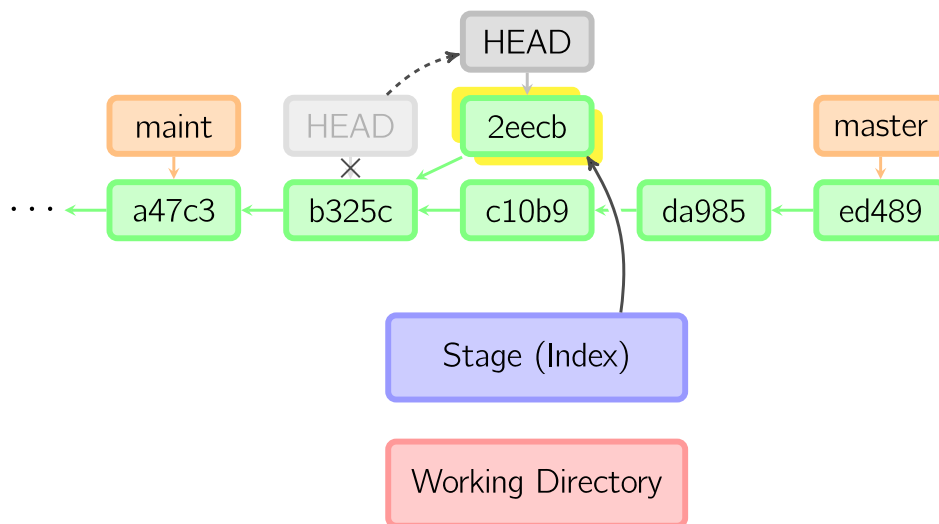 HEAD
maint
HEAD
2eecb
master
· · ·
a47c3
b325c
c10b9
da985
ed489
Stage (Index)
Working Directory